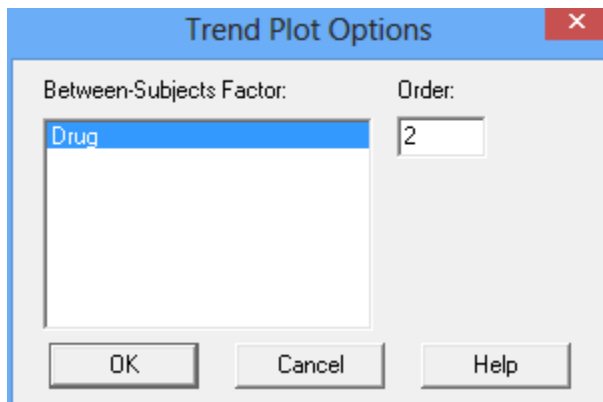 Trend Plot Options
Between-Subjects Factor: Order:
Drug 2
OK Cancel Help